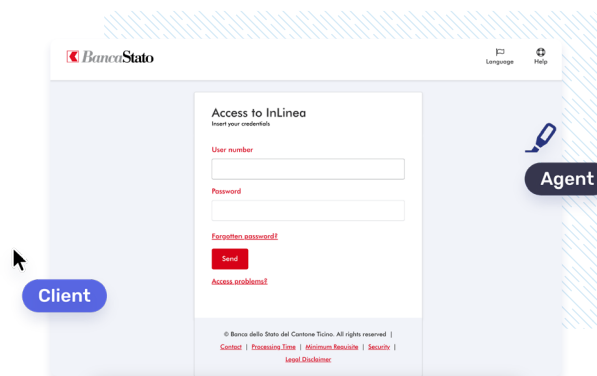 BancaStato
Language
Help
Access to InLinea
Insert your credentials
User number
Password
Forgotten password?
Send
Access problems?
© Banca dello Stato del Cantone Ticino. All rights reserved |
Contact | Processing Time | Minimum Requisite | Security |
Legal Disclaimer
Agent
Client